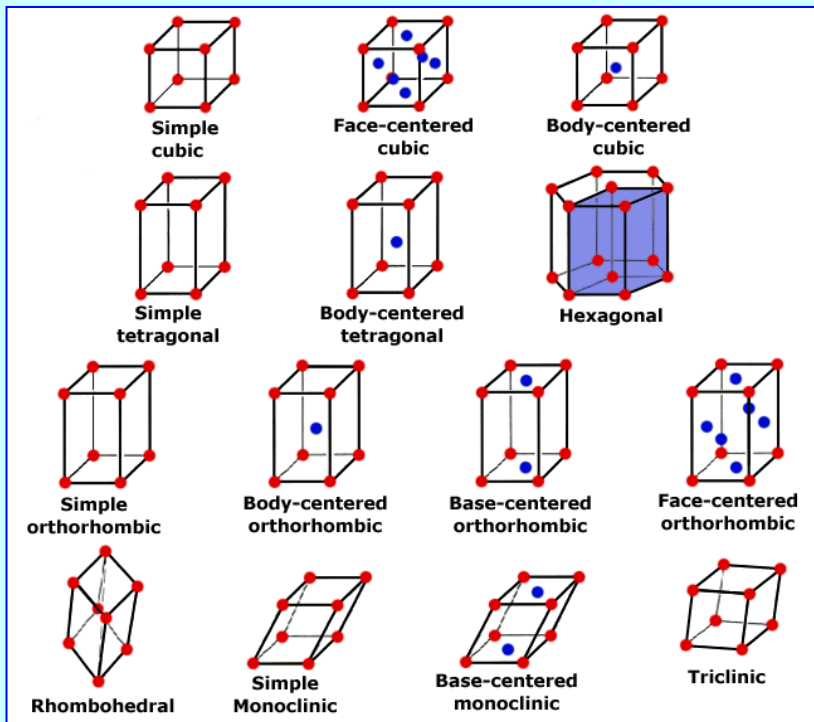 Simple
cubic
Face-centered
cubic
Body-centered
cubic
Simple
tetragonal
Body-centered
tetragonal
Hexagonal
Simple
orthorhombic
Body-centered
orthorhombic
Base-centered
orthorhombic
Face-centered
orthorhombic
Rhombohedral
Simple
Monoclinic
Base-centered
monoclinic
Triclinic